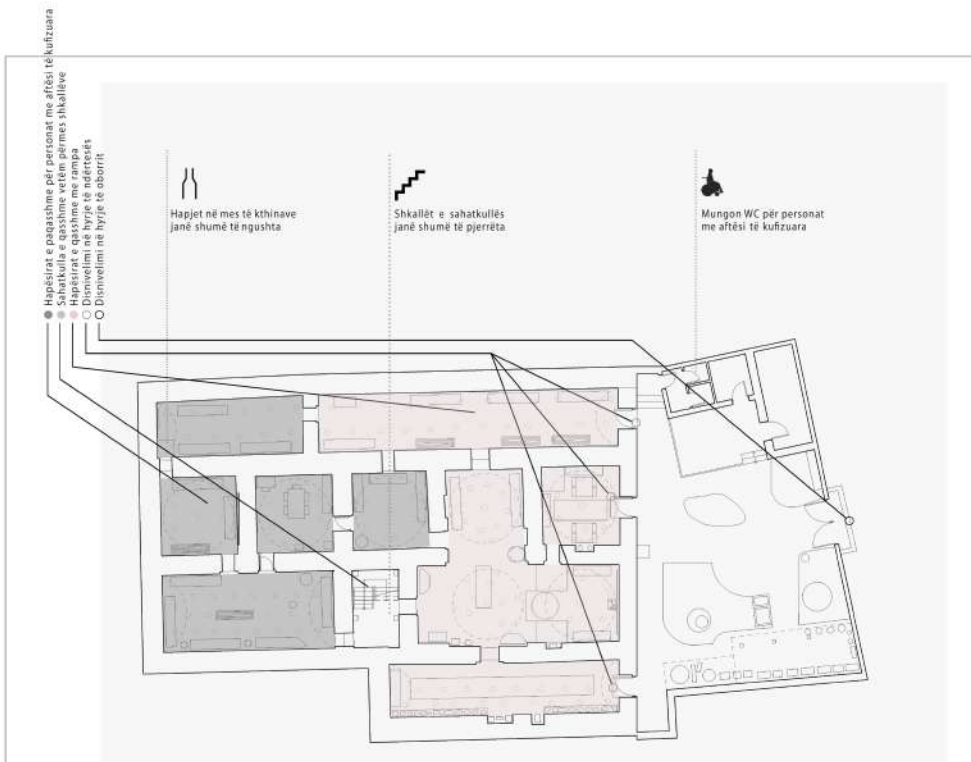 Hapësirat e paqasshme për personat me aftësi të kufizuara
Sahatkulla e qasshme vetëm përmes shkallëve
Hapësirat e qasshme me rampa
Disnivelimi në hyrje të ndërtesës
Disnivelimi në hyrje të oborrit
Hapjet në mes të kthinave
janë shumë të ngushta
Shkallët e sahatkullës
janë shumë të pjerrëta
Mungon WC për personat
me aftësi të kufizuara